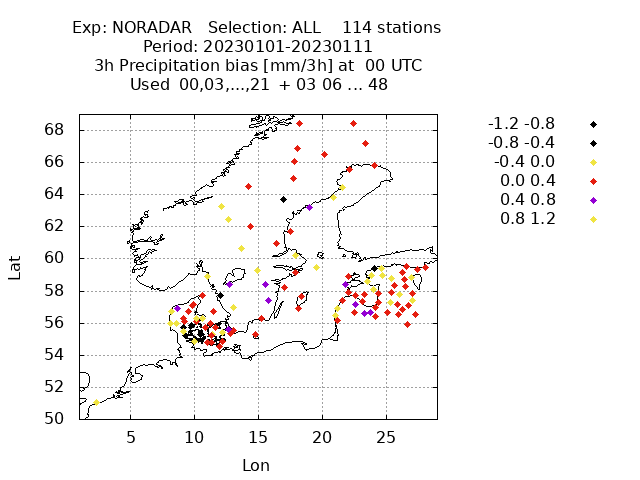 Exp: NORADAR Selection: ALL 114 stations
Period: 20230101-20230111
3h Precipitation bias [mm/3h] at 00 UTC
Used 00,03,...,21 + 03 06 ... 48
-1.2 -0.8
-0.8 -0.4
-0.4 0.0
0.0 0.4
0.4 0.8
0.8 1.2
68
66
64
62
60
58
56
54
52
50
Lat
5 10 15 20 25
Lon